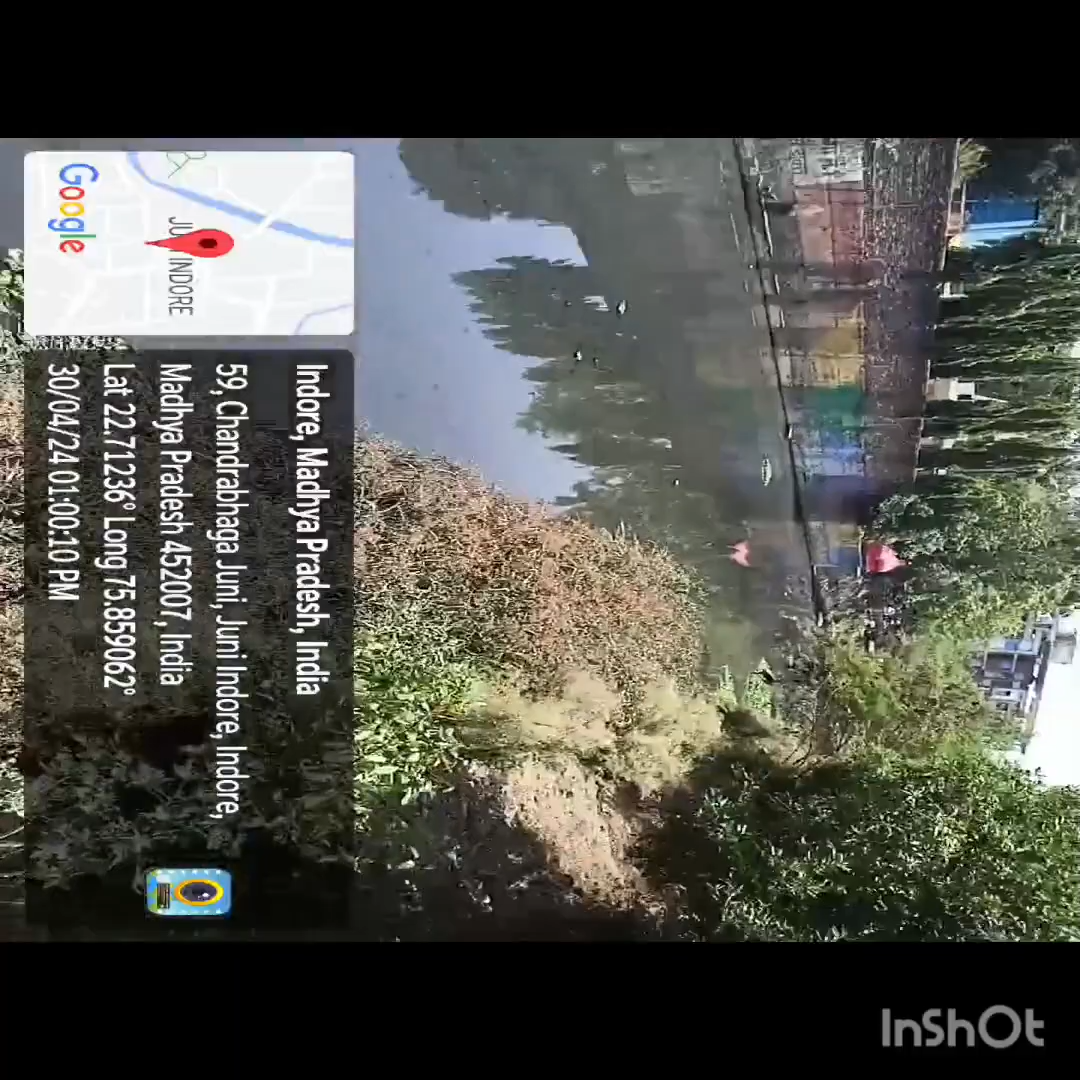 Google
JU INDORE
Indore, Madhya Pradesh, India
59, Chandrabhaga Juni, Juni Indore, Indore,
Madhya Pradesh 452007, India
Lat 22.71236° Long 75.859062°
30/04/24 01:00:10 PM
InShOt